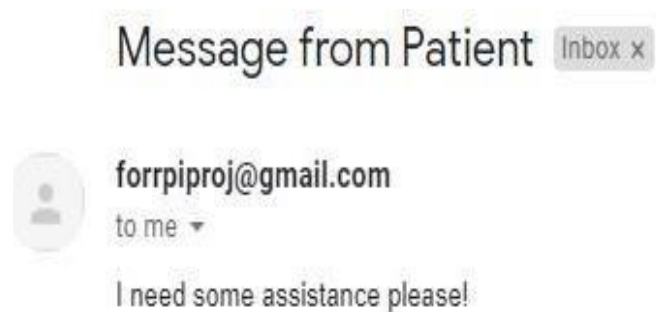 Message from Patient Inbox x
forrpiproj@gmail.com
to me
I need some assistance please!